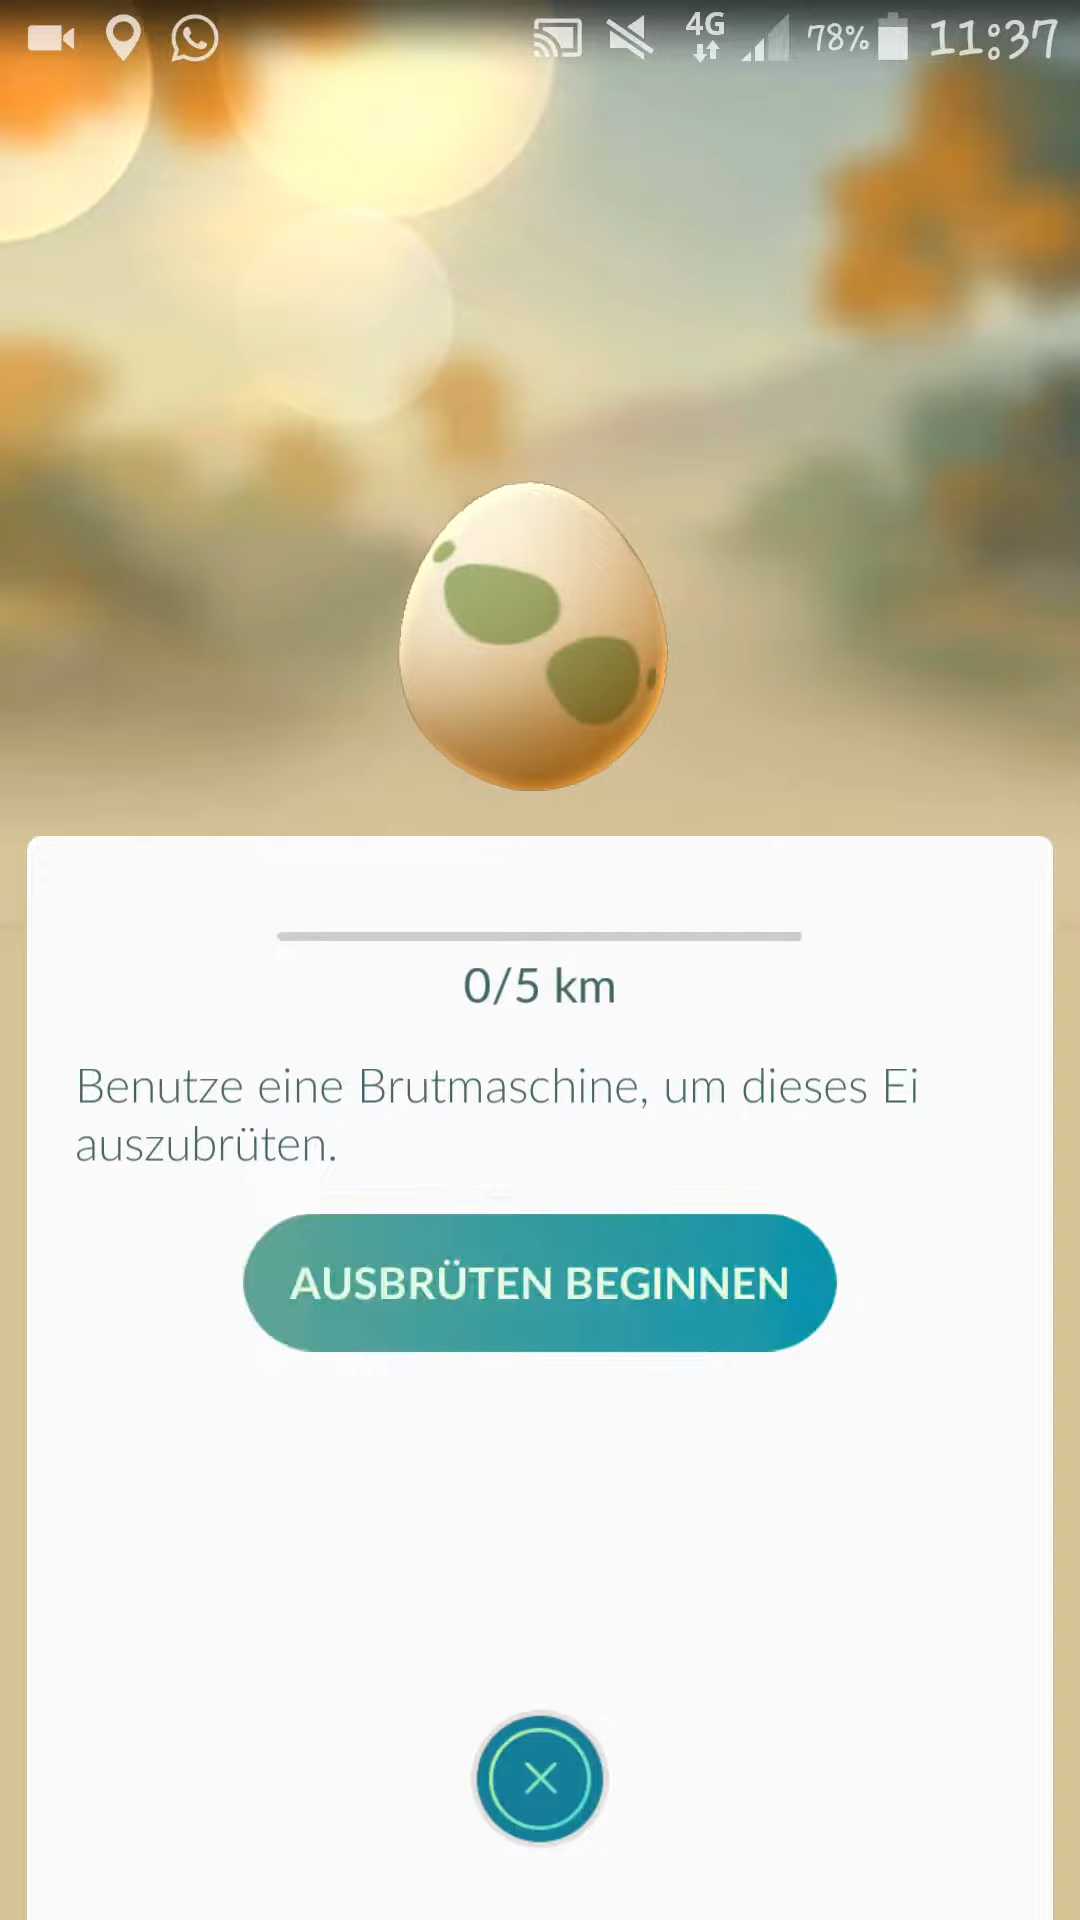 4G 78% 11:37
0/5 km
Benutze eine Brutmaschine, um dieses Ei
auszubrüten.
AUSBRÜTEN BEGINNEN